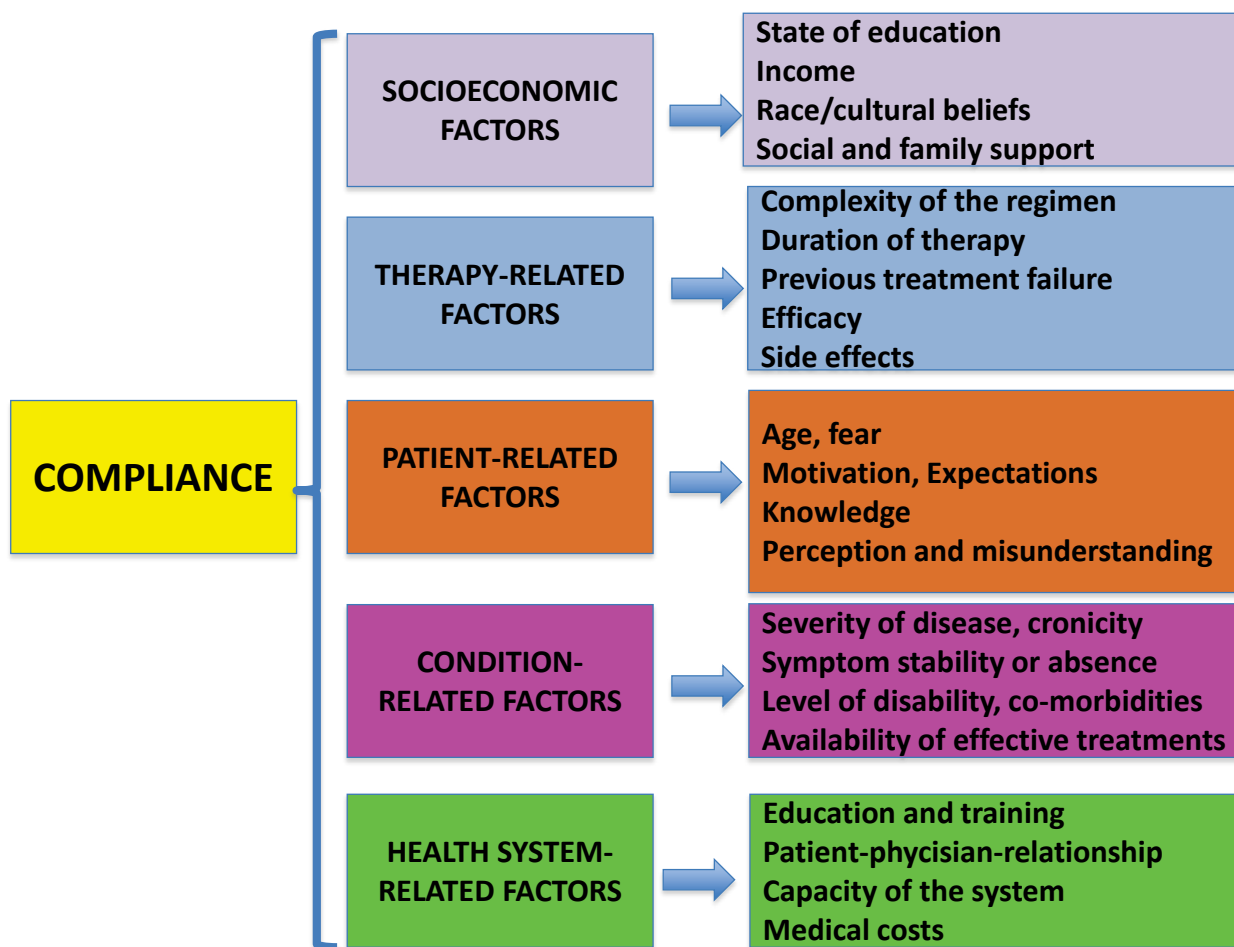 COMPLIANCE
SOCIOECONOMIC
FACTORS
State of education
Income
Race/cultural beliefs
Social and family support
THERAPY-RELATED
FACTORS
Complexity of the regimen
Duration of therapy
Previous treatment failure
Efficacy
Side effects
PATIENT-RELATED
FACTORS
Age, fear
Motivation, Expectations
Knowledge
Perception and misunderstanding
CONDITION-
RELATED FACTORS
Severity of disease, cronicity
Symptom stability or absence
Level of disability, co-morbidities
Availability of effective treatments
HEALTH SYSTEM-
RELATED FACTORS
Education and training
Patient-phycisian-relationship
Capacity of the system
Medical costs